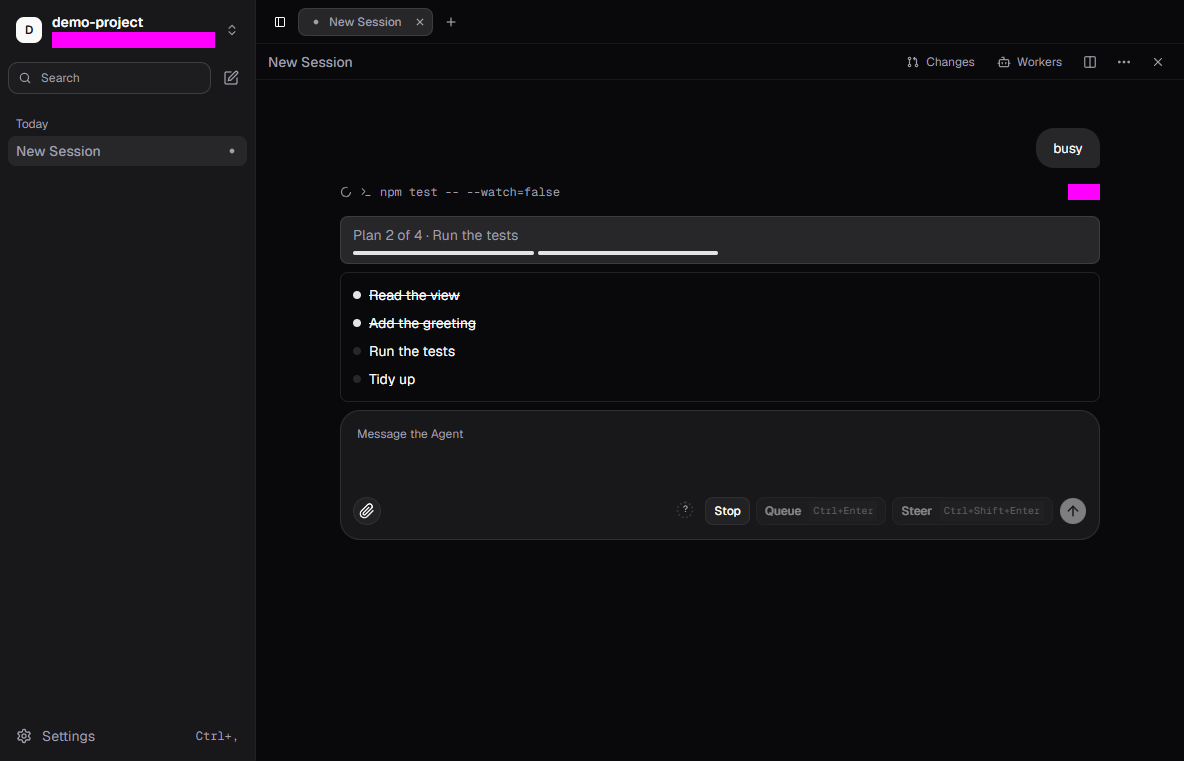 D
demo-project
Search
Today
New Session
Settings
Ctrl+,
New Session
New Session
Changes
Workers
busy
npm test -- --watch=false
Plan 2 of 4 · Run the tests
Read the view
Add the greeting
Run the tests
Tidy up
Message the Agent
?
Stop
Queue Ctrl+Enter
Steer Ctrl+Shift+Enter